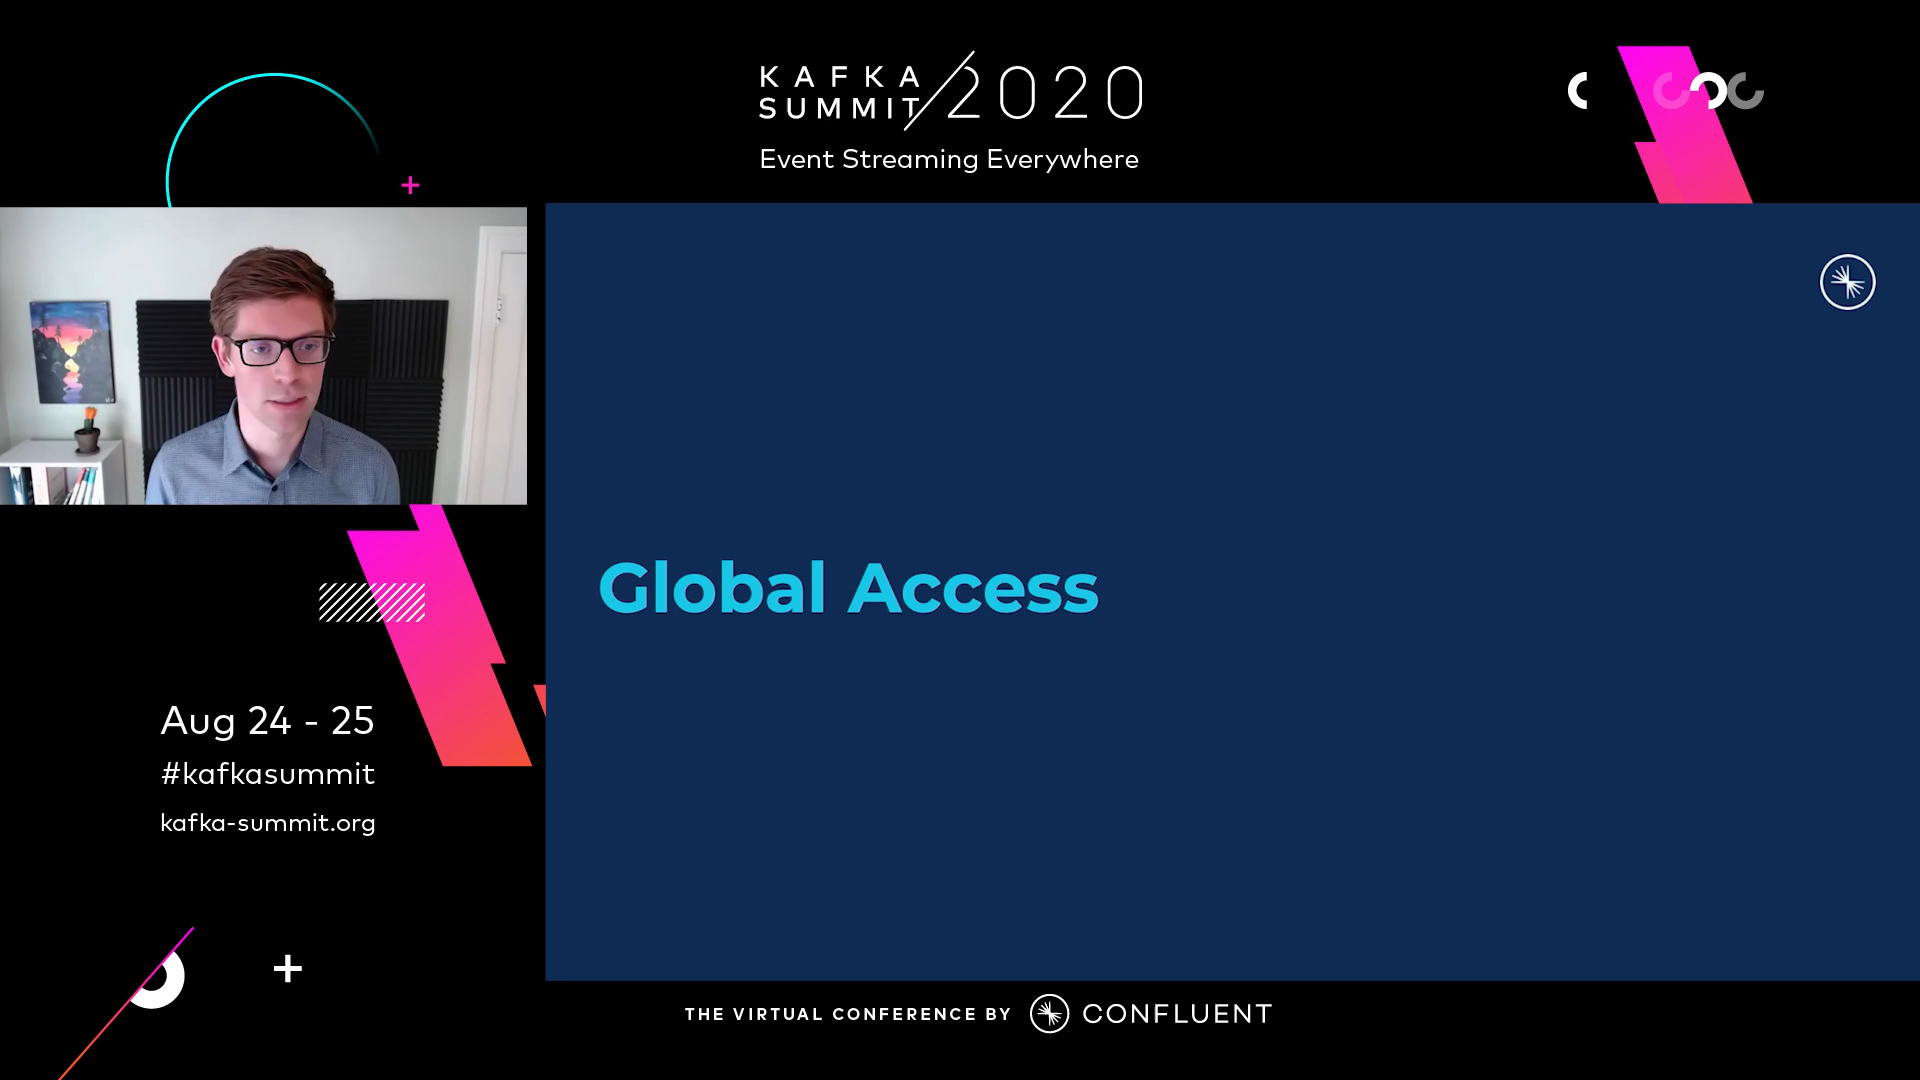 KAFKA
SUMMIT 2020
Event Streaming Everywhere
Global Access
Aug 24 - 25
#kafkasummit
kafka-summit.org
THE VIRTUAL CONFERENCE BY CONFLUENT